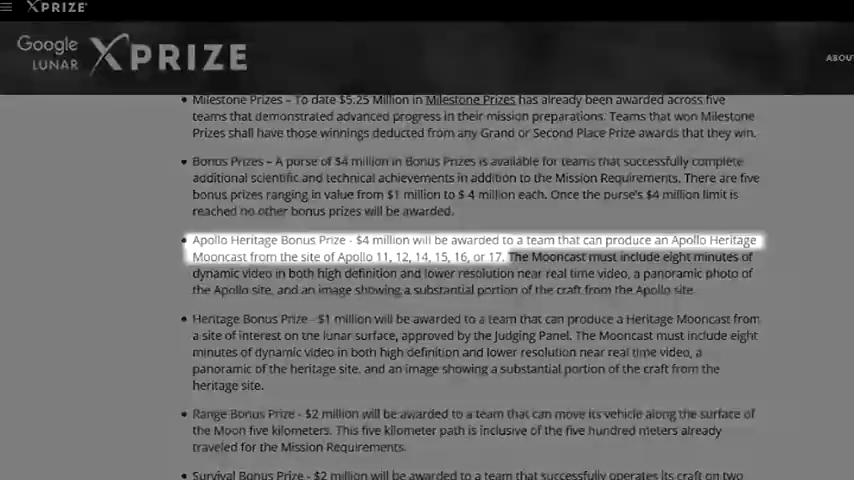 XPRIZE
Google
LUNAR
XPRIZE
ABOU
Milestone Prizes – To date $5.25 Million in Milestone Prizes has already been awarded across five
teams that demonstrated advanced progress in their mission preparations. Teams that won Milestone
Prizes shall have those winnings deducted from any Grand or Second Place Prize awards that they win.
Bonus Prizes – A purse of $4 million in Bonus Prizes is available for teams that successfully complete
additional scientific and technical achievements in addition to the Mission Requirements. There are five
bonus prizes ranging in value from $1 million to $ 4 million each. Once the purse's $4 million limit is
reached no other bonus prizes will be awarded.
Apollo Heritage Bonus Prize - $4 million will be awarded to a team that can produce an Apollo Heritage
Mooncast from the site of Apollo 11, 12, 14, 15, 16, or 17. The Mooncast must include eight minutes of
dynamic video in both high definition and lower resolution near real time video, a panoramic photo of
the Apollo site, and an image showing a substantial portion of the craft from the Apollo site.
Heritage Bonus Prize - $1 million will be awarded to a team that can produce a Heritage Mooncast from
a site of interest on the lunar surface, approved by the Judging Panel. The Mooncast must include eight
minutes of dynamic video in both high definition and lower resolution near real time video, a
panoramic of the heritage site, and an image showing a substantial portion of the craft from the
heritage site.
Range Bonus Prize - $2 million will be awarded to a team that can move its vehicle along the surface of
the Moon five kilometers. This five kilometer path is inclusive of the five hundred meters already
traveled for the Mission Requirements.
Survival Bonus Prize - $2 million will be awarded to a team that successfully operates its craft on two